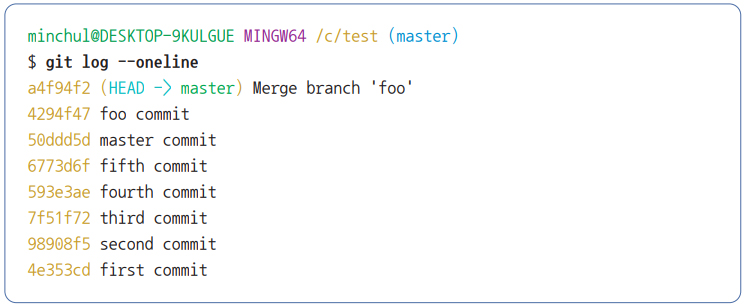 minchul@DESKTOP-9KULGUE MINGW64 /c/test (master)
$ git log --oneline
a4f94f2 (HEAD -> master) Merge branch 'foo'
4294f47 foo commit
50ddd5d master commit
6773d6f fifth commit
593e3ae fourth commit
7f51f72 third commit
98908f5 second commit
4e353cd first commit